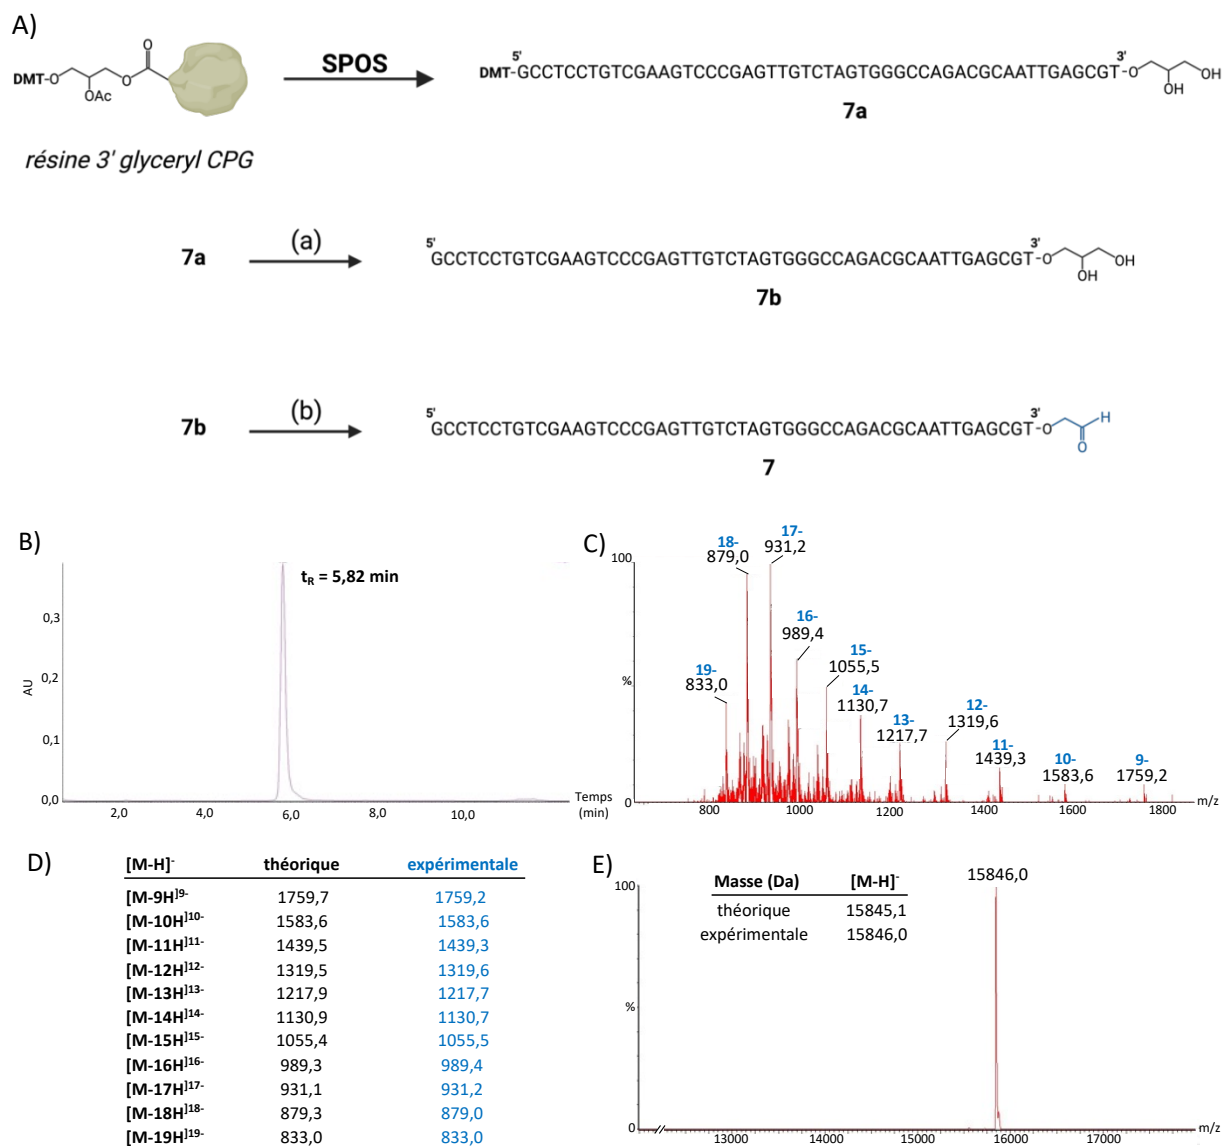 A)
DMT-O
OAc
O
O
résine 3' glyceryl CPG
SPOS
5' 3'
DMT-GCCTCCTGTCGAAGTCCCGAGTTGTCTAGTGGGCCAGACGCAATTGAGCGT-O
OH
OH
7a
7a
(a)
5' 3'
GCCTCCTGTCGAAGTCCCGAGTTGTCTAGTGGGCCAGACGCAATTGAGCGT-O
OH
OH
7b
7b
(b)
5' 3'
GCCTCCTGTCGAAGTCCCGAGTTGTCTAGTGGGCCAGACGCAATTGAGCGT-O
H
O
7
B)
tR = 5,82 min
AU
0,3
0,2
0,1
0,0
2,0 4,0 6,0 8,0 10,0
Temps
(min)
C)
100
%
0
19-
833,0
18-
879,0
17-
931,2
16-
989,4
15-
1055,5
14-
1130,7
13-
1217,7
12-
1319,6
11-
1439,3
10-
1583,6
9-
1759,2
800 1000 1200 1400 1600 1800
m/z
D)
[M-H]- théorique expérimentale
[M-9H]9- 1759,7 1759,2
[M-10H]10- 1583,6 1583,6
[M-11H]11- 1439,5 1439,3
[M-12H]12- 1319,5 1319,6
[M-13H]13- 1217,9 1217,7
[M-14H]14- 1130,9 1130,7
[M-15H]15- 1055,4 1055,5
[M-16H]16- 989,3 989,4
[M-17H]17- 931,1 931,2
[M-18H]18- 879,3 879,0
[M-19H]19- 833,0 833,0
E)
100
%
0
Masse (Da) [M-H]-
théorique 15845,1
expérimentale 15846,0
15846,0
13000 14000 15000 16000 17000
m/z